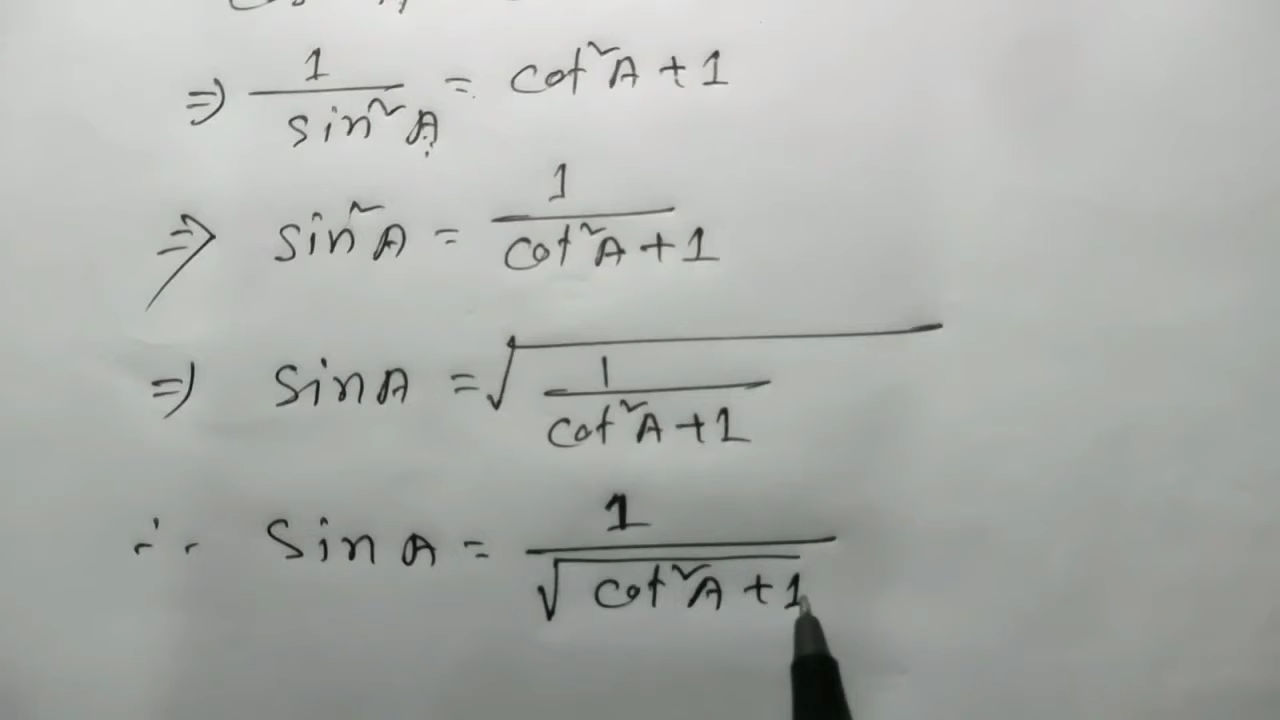 ⇒ 1/sin²A = cot²A + 1
⇒ sin²A = 1/(cot²A + 1)
⇒ sinA = √(1/(cot²A + 1))
∴ sinA = 1/√(cot²A + 1)